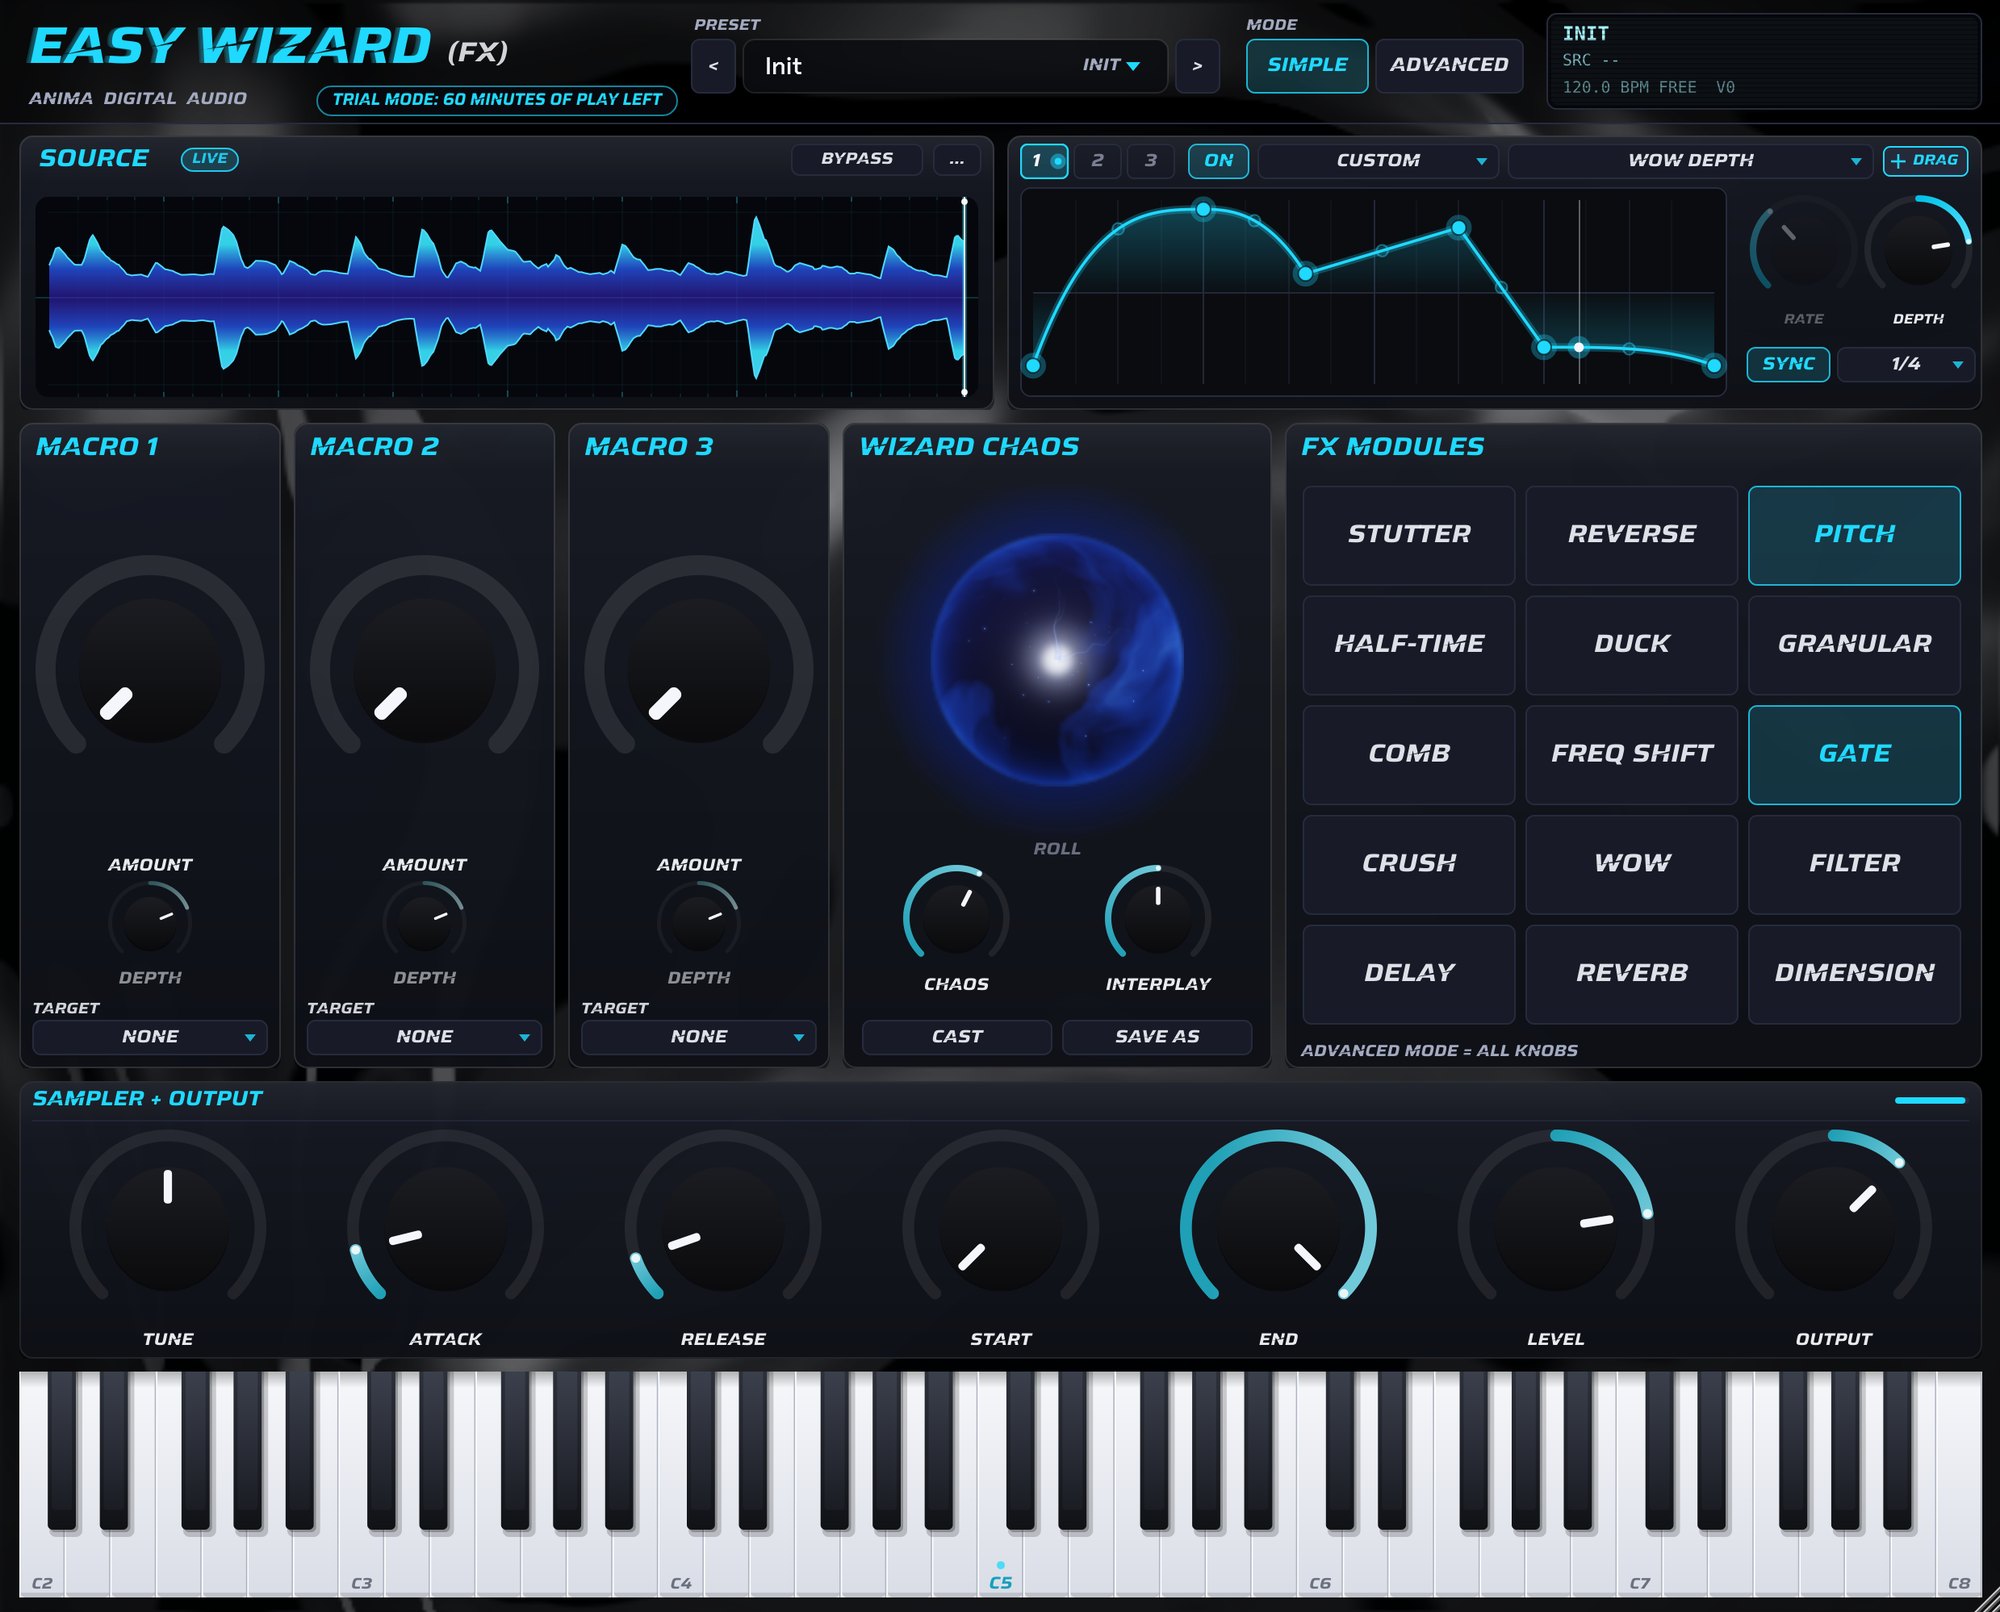 EASY WIZARD (FX)
ANIMA DIGITAL AUDIO
TRIAL MODE: 60 MINUTES OF PLAY LEFT
PRESET
<
Init
INIT
>
MODE
SIMPLE
ADVANCED
INIT
SRC --
120.0 BPM FREE V0
SOURCE
LIVE
BYPASS
...
1
2
3
ON
CUSTOM
WOW DEPTH
+ DRAG
RATE
DEPTH
SYNC
1/4
MACRO 1
AMOUNT
DEPTH
TARGET
NONE
MACRO 2
AMOUNT
DEPTH
TARGET
NONE
MACRO 3
AMOUNT
DEPTH
TARGET
NONE
WIZARD CHAOS
ROLL
CHAOS
INTERPLAY
CAST
SAVE AS
FX MODULES
STUTTER
REVERSE
PITCH
HALF-TIME
DUCK
GRANULAR
COMB
FREQ SHIFT
GATE
CRUSH
WOW
FILTER
DELAY
REVERB
DIMENSION
ADVANCED MODE = ALL KNOBS
SAMPLER + OUTPUT
TUNE
ATTACK
RELEASE
START
END
LEVEL
OUTPUT
C2
C3
C4
C5
C6
C7
C8